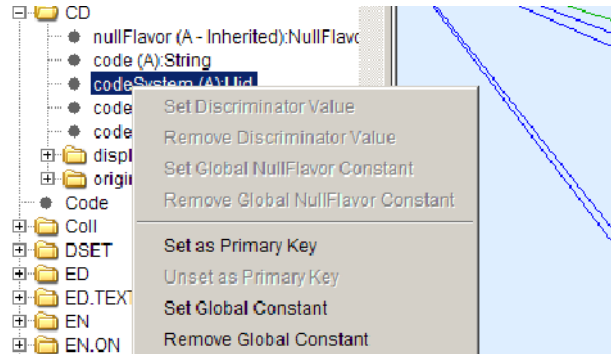 CD
nullFlavor (A - Inherited):NullFlavc
code (A):String
codeSystem (A):Uid
code
code
displ
origin
Code
Coll
DSET
ED
ED.TEXT
EN
EN.ON
Set Discriminator Value
Remove Discriminator Value
Set Global NullFlavor Constant
Remove Global NullFlavor Constant
Set as Primary Key
Unset as Primary Key
Set Global Constant
Remove Global Constant